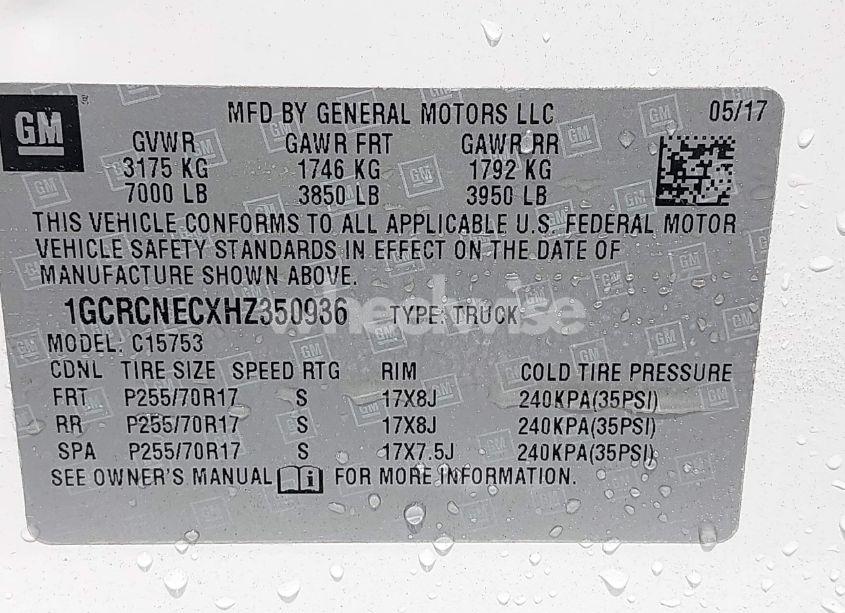 GM
MFD BY GENERAL MOTORS LLC 05/17
GVWR GAWR FRT GAWR RR
3175 KG 1746 KG 1792 KG
7000 LB 3850 LB 3950 LB
THIS VEHICLE CONFORMS TO ALL APPLICABLE U.S. FEDERAL MOTOR
VEHICLE SAFETY STANDARDS IN EFFECT ON THE DATE OF
MANUFACTURE SHOWN ABOVE.
1GCRCNECXHZ350936 TYPE: TRUCK
wheelwise
MODEL: C15753
CDNL TIRE SIZE SPEED RTG RIM COLD TIRE PRESSURE
FRT P255/70R17 S 17X8J 240KPA(35PSI)
RR P255/70R17 S 17X8J 240KPA(35PSI)
SPA P255/70R17 S 17X7.5J 240KPA(35PSI)
SEE OWNER'S MANUAL i FOR MORE INFORMATION.